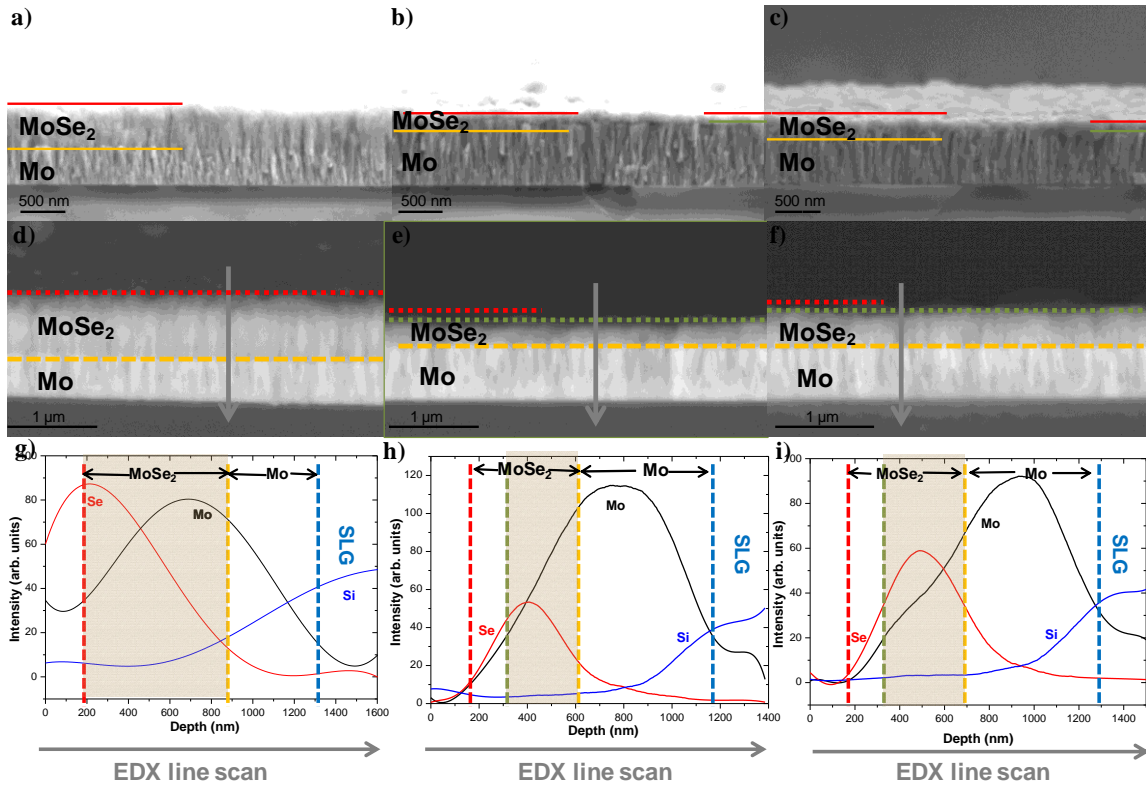 a)
b)
c)
MoSe2
Mo
500 nm
MoSe2
Mo
500 nm
MoSe2
Mo
500 nm
d)
e)
f)
MoSe2
Mo
1 µm
MoSe2
Mo
1 µm
MoSe2
Mo
1 µm
g)
MoSe2
Mo
Se
Mo
SLG
Si
Intensity (arb. units)
100
80
60
40
20
0
0 200 400 600 800 1000 1200 1400 1600
Depth (nm)
EDX line scan
h)
MoSe2
Mo
Mo
SLG
Se
Si
Intensity (arb. units)
120
100
80
60
40
20
0
0 200 400 600 800 1000 1200 1400
Depth (nm)
EDX line scan
i)
MoSe2
Mo
Mo
SLG
Se
Si
Intensity (arb. units)
100
80
60
40
20
0
0 200 400 600 800 1000 1200 1400
Depth (nm)
EDX line scan